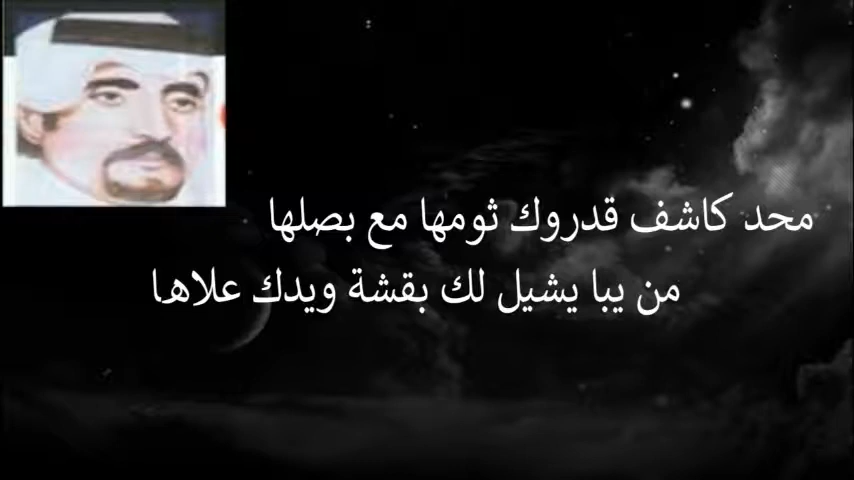 محد كاشف قدروك ثومها مع بصلها
من يبا يشيل لك بقشة ويدك علاها